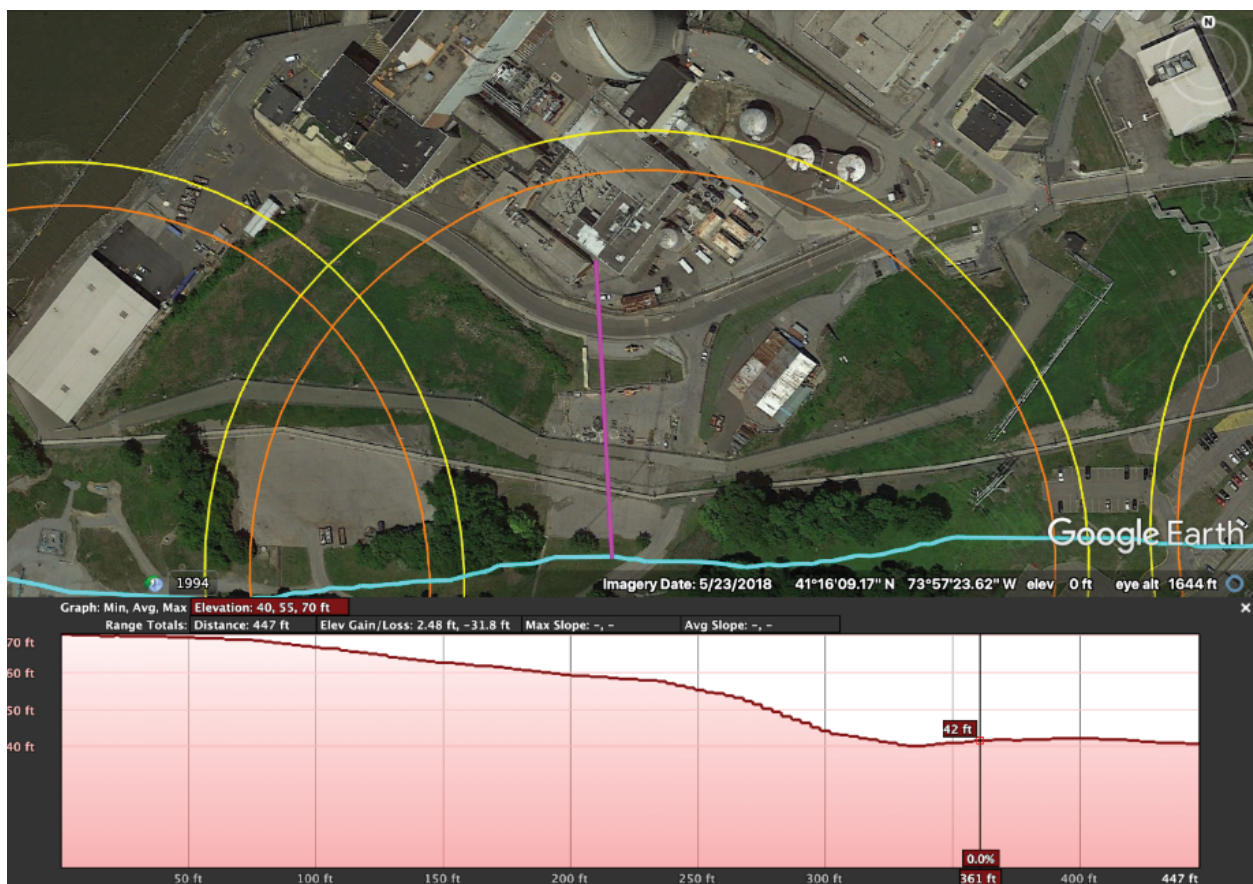 N
Google Earth
1994
Imagery Date: 5/23/2018 41°16'09.17" N 73°57'23.62" W elev 0 ft eye alt 1644 ft
Graph: Min, Avg, Max Elevation: 40, 55, 70 ft
Range Totals: Distance: 447 ft Elev Gain/Loss: 2.48 ft, -31.8 ft Max Slope: -, - Avg Slope: -, -
70 ft
60 ft
50 ft
42 ft
40 ft
0.0%
50 ft 100 ft 150 ft 200 ft 250 ft 300 ft 361 ft 400 ft 447 ft